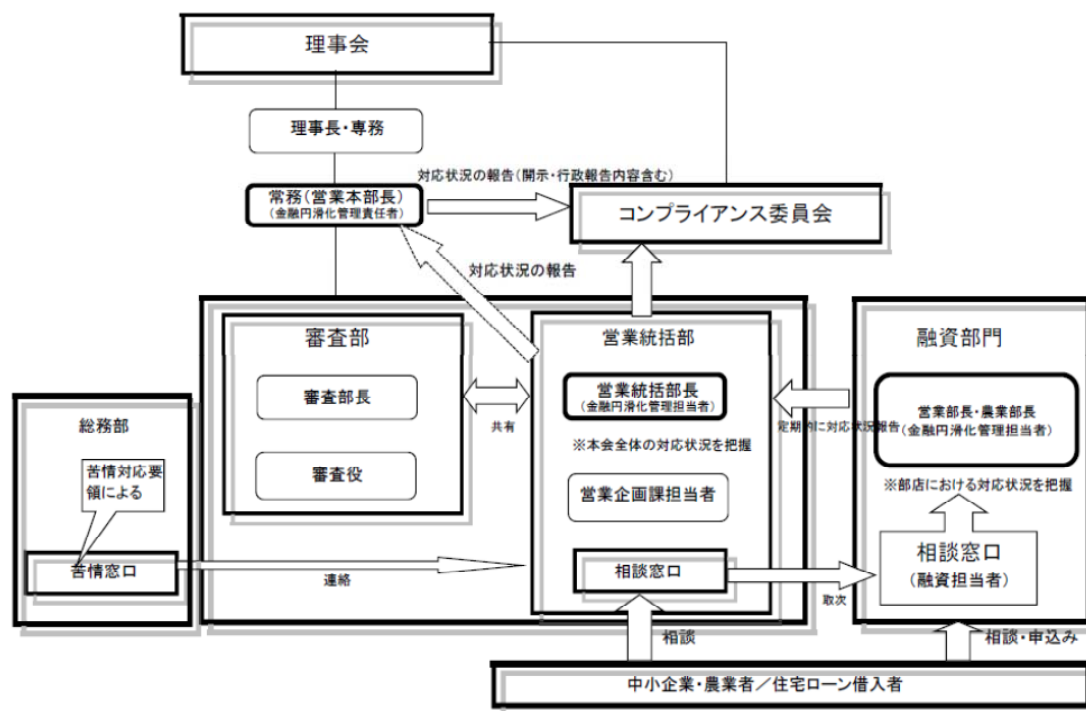 理事会
理事長・専務
対応状況の報告(開示・行政報告内容含む)
常務(営業本部長)
(金融円滑化管理責任者)
コンプライアンス委員会
対応状況の報告
審査部
営業統括部
融資部門
審査部長
営業統括部長
(金融円滑化管理担当者)
営業部長・農業部長
(金融円滑化管理担当者)
総務部
共有
定期的に対応状況報告
※本会全体の対応状況を把握
苦情対応要
領による
審査役
営業企画課担当者
※部店における対応状況を把握
苦情窓口
連絡
相談窓口
取次
相談窓口
(融資担当者)
相談
相談・申込み
中小企業・農業者/住宅ローン借入者